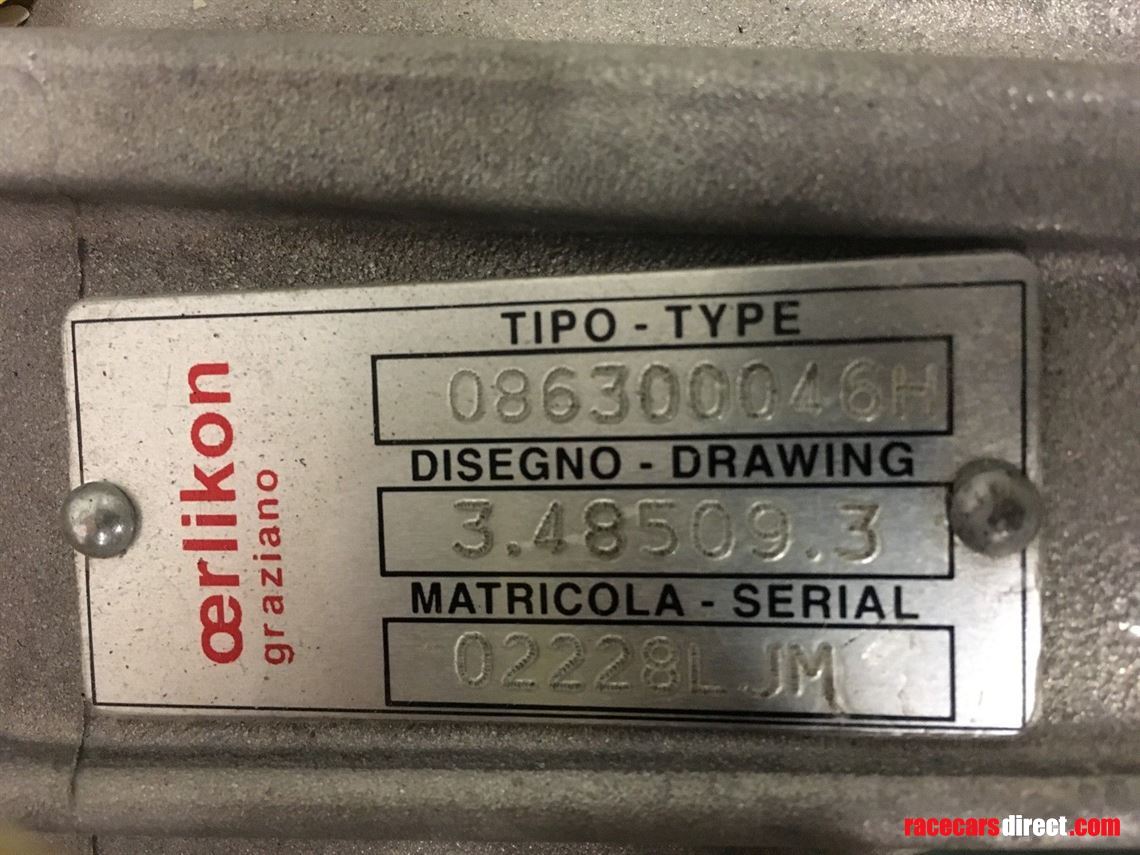 œrlikon
graziano
TIPO - TYPE
086300046H
DISEGNO - DRAWING
3.48509.3
MATRICOLA - SERIAL
02228LJM
racecarsdirect.com